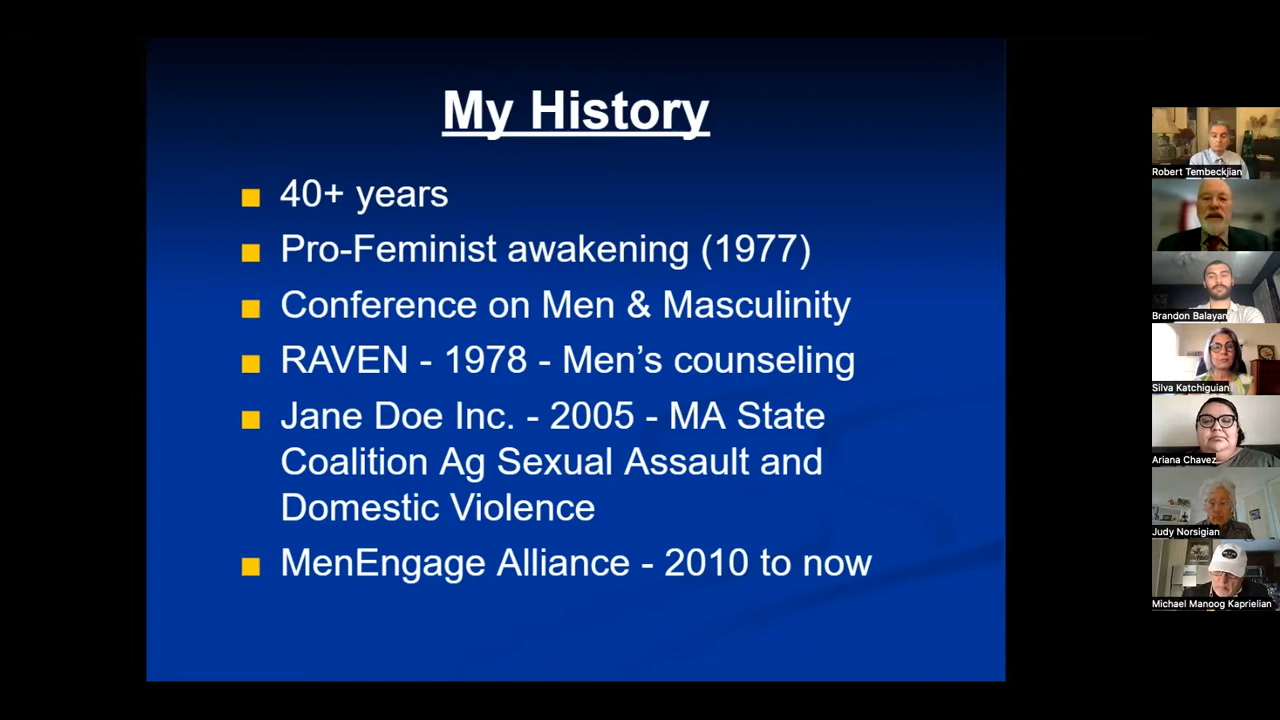 My History
40+ years
Pro-Feminist awakening (1977)
Conference on Men & Masculinity
RAVEN - 1978 - Men's counseling
Jane Doe Inc. - 2005 - MA State
Coalition Ag Sexual Assault and
Domestic Violence
MenEngage Alliance - 2010 to now
Robert Tembeckjian
Brandon Balayan
Silva Katchiguian
Ariana Chavez
Judy Norsigian
Michael Manoog Kaprielian